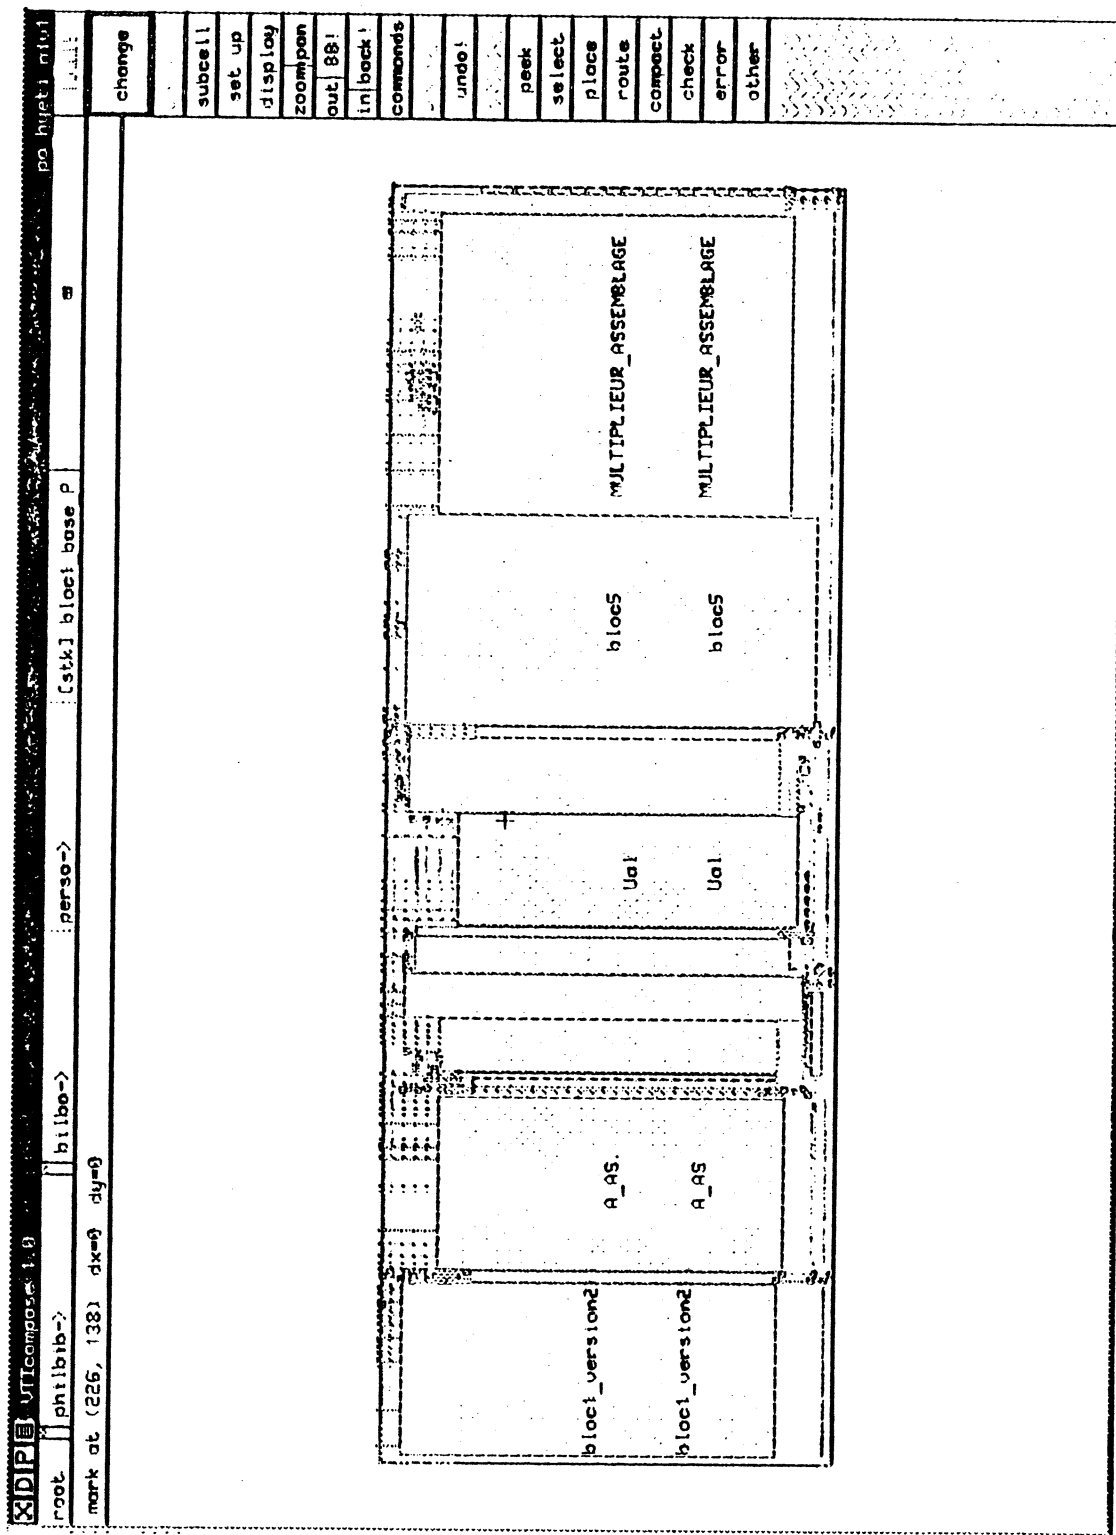 X D P VTIcompose 1.0
root philbib-> bilbo-> perso-> [stk] bloc1 base P
mark at (226, 138) dx=0 dy=0
change
subcell
set up
display
zoom pan
out 88!
in back!
commands
undo!
peek
select
place
route
compact
check
error
other
bloc1_version2
bloc1_version2
A_AS.
A_AS
Ual
Ual
bloc5
bloc5
MULTIPLIEUR_ASSEMBLAGE
MULTIPLIEUR_ASSEMBLAGE